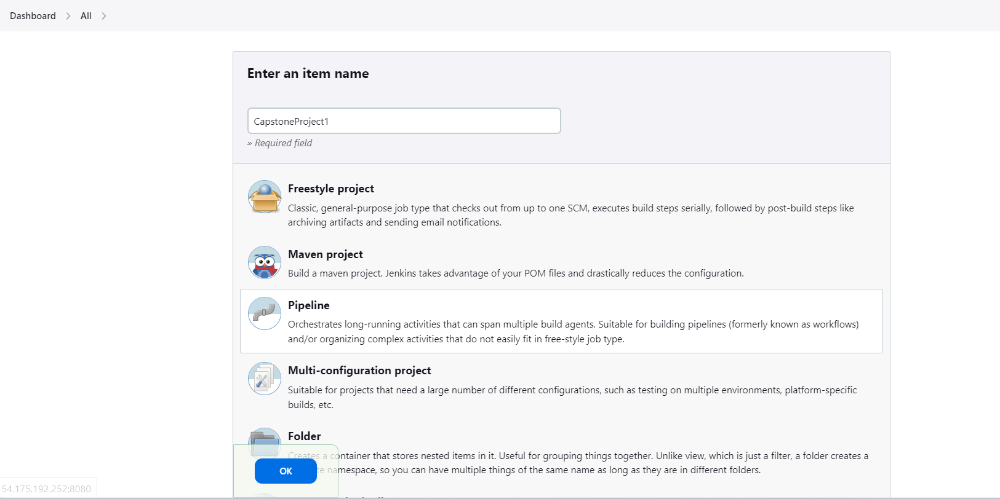 Dashboard
All
Enter an item name
CapstoneProject1
» Required field
Freestyle project
Classic, general-purpose job type that checks out from up to one SCM, executes build steps serially, followed by post-build steps like
archiving artifacts and sending email notifications.
Maven project
Build a maven project. Jenkins takes advantage of your POM files and drastically reduces the configuration.
Pipeline
Orchestrates long-running activities that can span multiple build agents. Suitable for building pipelines (formerly known as workflows)
and/or organizing complex activities that do not easily fit in free-style job type.
Multi-configuration project
Suitable for projects that need a large number of different configurations, such as testing on multiple environments, platform-specific
builds, etc.
Folder
Creates a container that stores nested items in it. Useful for grouping things together. Unlike view, which is just a filter, a folder creates a
namespace, so you can have multiple things of the same name as long as they are in different folders.
OK
54.175.192.252:8080